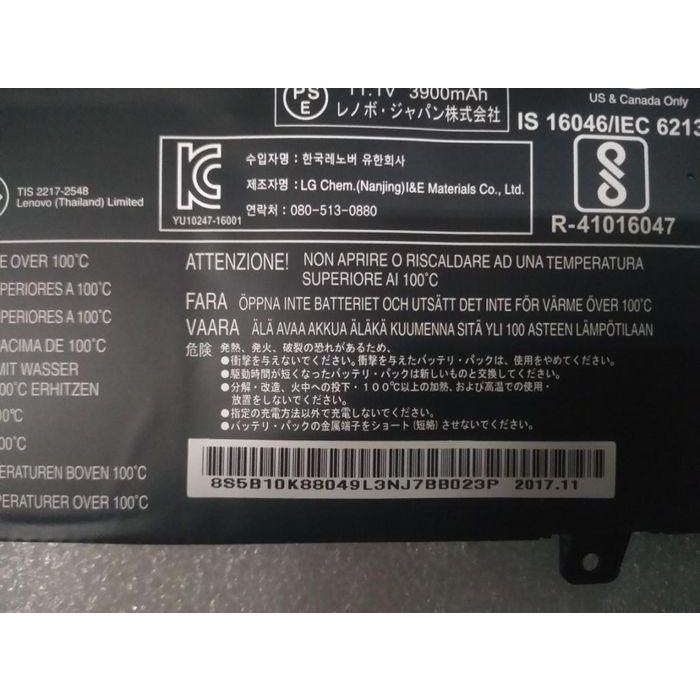 PS
E
11.1V 3900mAh
レノボ・ジャパン株式会社
US & Canada Only
IS 16046/IEC 6213
R-41016047
TIS 2217-2548
Lenovo (Thailand) Limited
수입자명 : 한국레노버 유한회사
제조자명 : LG Chem.(Nanjing)I&E Materials Co., Ltd.
연락처 : 080-513-0880
YU10247-16001
E OVER 100°C
PERIORES A 100°C
PERIORES A 100°C
ACIMA DE 100°C
MIT WASSER
00°C ERHITZEN
00°C
00°C
ERATUREN BOVEN 100°C
PERATURER OVER 100°C
ATTENZIONE! NON APRIRE O RISCALDARE AD UNA TEMPERATURA
SUPERIORE AI 100°C
FARA ÖPPNA INTE BATTERIET OCH UTSÄTT DET INTE FÖR VÄRME ÖVER 100°C
VAARA ÄLÄ AVAA AKKUA ÄLÄKÄ KUUMENNA SITÄ YLI 100 ASTEEN LÄMPÖTILAAN
危険 発熱、発火、破裂の恐れがあるため、
●衝撃を与えないでください。衝撃を与えたバッテリ・パックは、使用をやめてください。
●駆動時間が短くなったバッテリ・パックは新しいものと交換してください。
●分解・改造、火中への投下・100℃以上の加熱、および高温での使用・
放置をしないでください。
●指定の充電方法以外で充電しないでください。
●バッテリ・パックの金属端子をショート(短絡)させないでください。
8S5B10K88049L3NJ7BB023P 2017.11